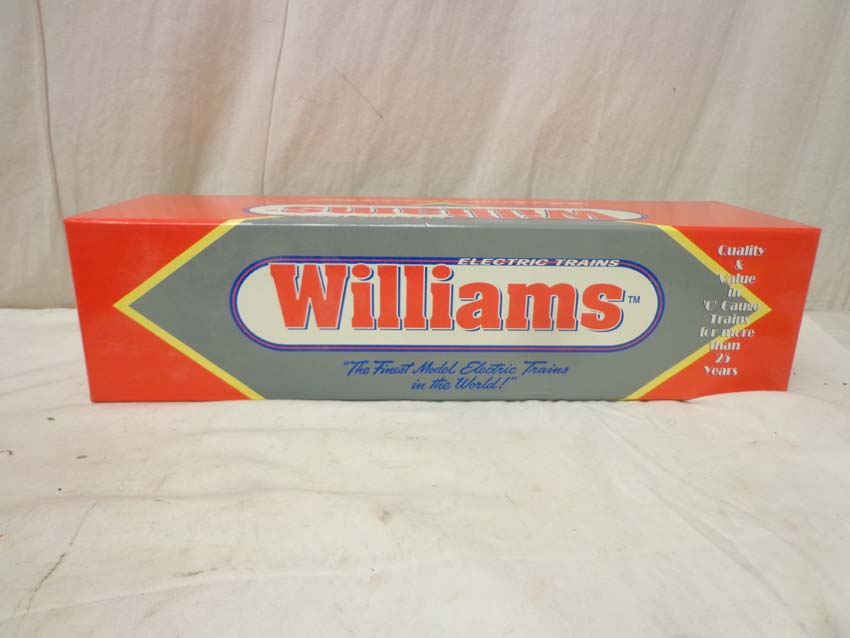 Williams
ELECTRIC TRAINS
Williams™
"The Finest Model Electric Trains
in the World!"
Quality
&
Value
in
'O' Gauge
Trains
for more
than
25
Years